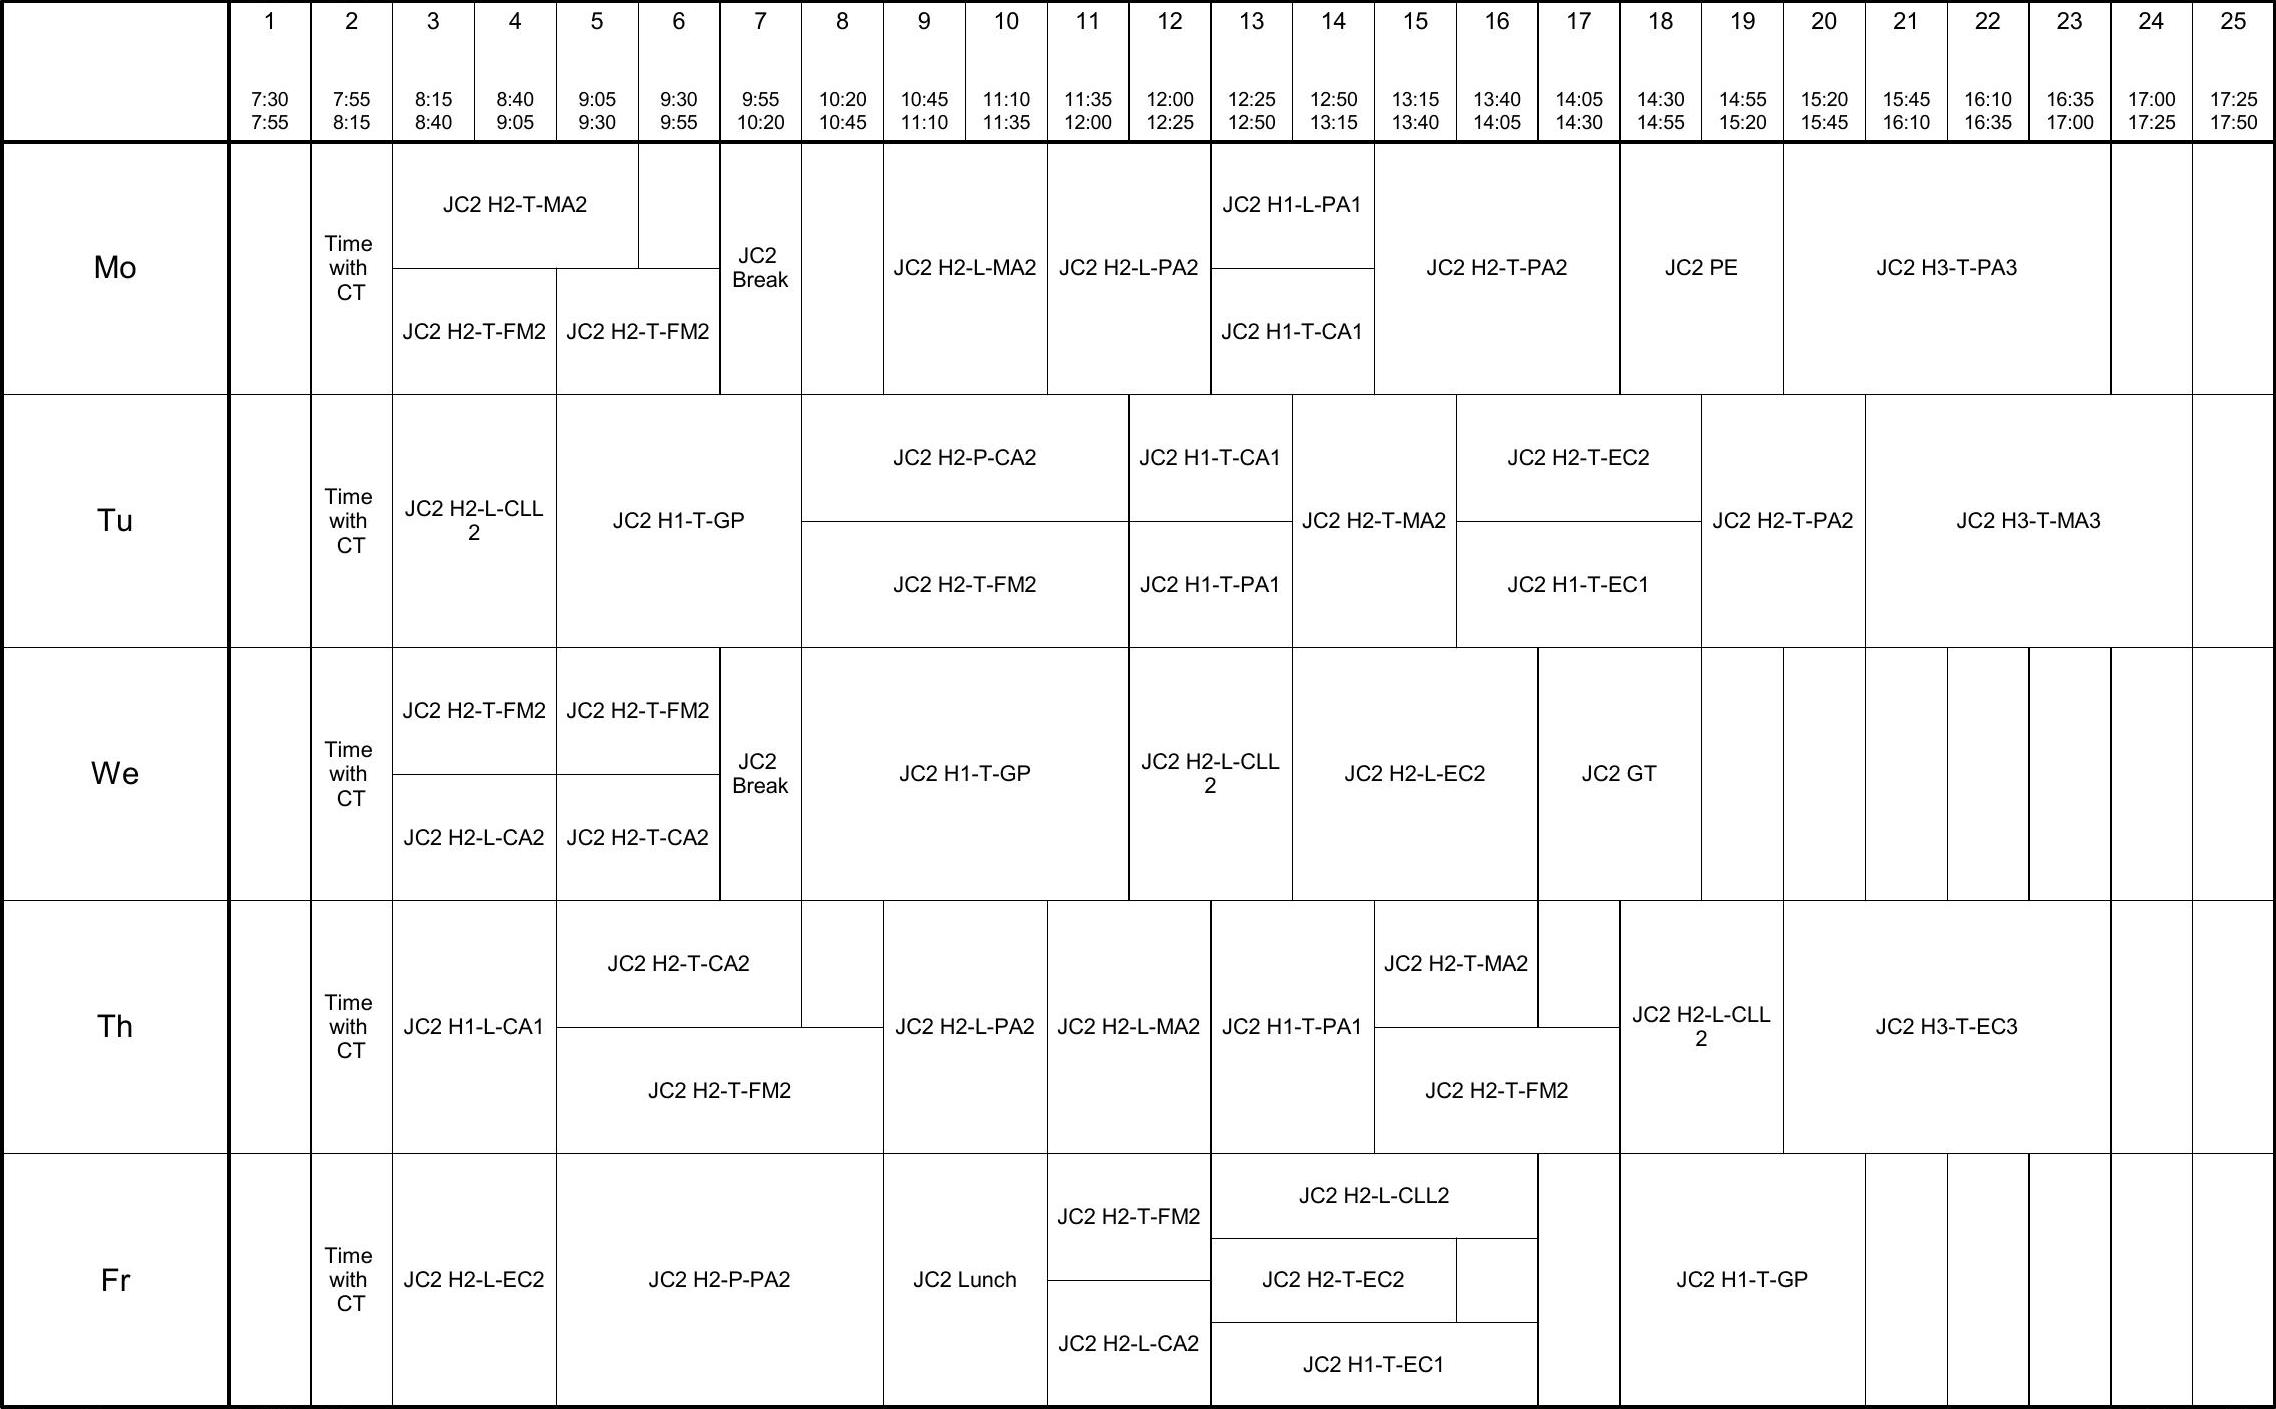 1 2 3 4 5 6 7 8 9 10 11 12 13 14 15 16 17 18 19 20 21 22 23 24 25
7:30 7:55 8:15 8:40 9:05 9:30 9:55 10:20 10:45 11:10 11:35 12:00 12:25 12:50 13:15 13:40 14:05 14:30 14:55 15:20 15:45 16:10 16:35 17:00 17:25
7:55 8:15 8:40 9:05 9:30 9:55 10:20 10:45 11:10 11:35 12:00 12:25 12:50 13:15 13:40 14:05 14:30 14:55 15:20 15:45 16:10 16:35 17:00 17:25 17:50
Mo
Time
with
CT
JC2 H2-T-MA2
JC2 H2-T-FM2
JC2 H2-T-FM2
JC2
Break
JC2 H2-L-MA2
JC2 H2-L-PA2
JC2 H1-L-PA1
JC2 H1-T-CA1
JC2 H2-T-PA2
JC2 PE
JC2 H3-T-PA3
Tu
Time
with
CT
JC2 H2-L-CLL
2
JC2 H1-T-GP
JC2 H2-P-CA2
JC2 H2-T-FM2
JC2 H1-T-CA1
JC2 H1-T-PA1
JC2 H2-T-MA2
JC2 H2-T-EC2
JC2 H1-T-EC1
JC2 H2-T-PA2
JC2 H3-T-MA3
We
Time
with
CT
JC2 H2-T-FM2
JC2 H2-L-CA2
JC2 H2-T-FM2
JC2 H2-T-CA2
JC2
Break
JC2 H1-T-GP
JC2 H2-L-CLL
2
JC2 H2-L-EC2
JC2 GT
Th
Time
with
CT
JC2 H1-L-CA1
JC2 H2-T-CA2
JC2 H2-T-FM2
JC2 H2-L-PA2
JC2 H2-L-MA2
JC2 H1-T-PA1
JC2 H2-T-MA2
JC2 H2-T-FM2
JC2 H2-L-CLL
2
JC2 H3-T-EC3
Fr
Time
with
CT
JC2 H2-L-EC2
JC2 H2-P-PA2
JC2 Lunch
JC2 H2-T-FM2
JC2 H2-L-CA2
JC2 H2-L-CLL2
JC2 H2-T-EC2
JC2 H1-T-EC1
JC2 H1-T-GP